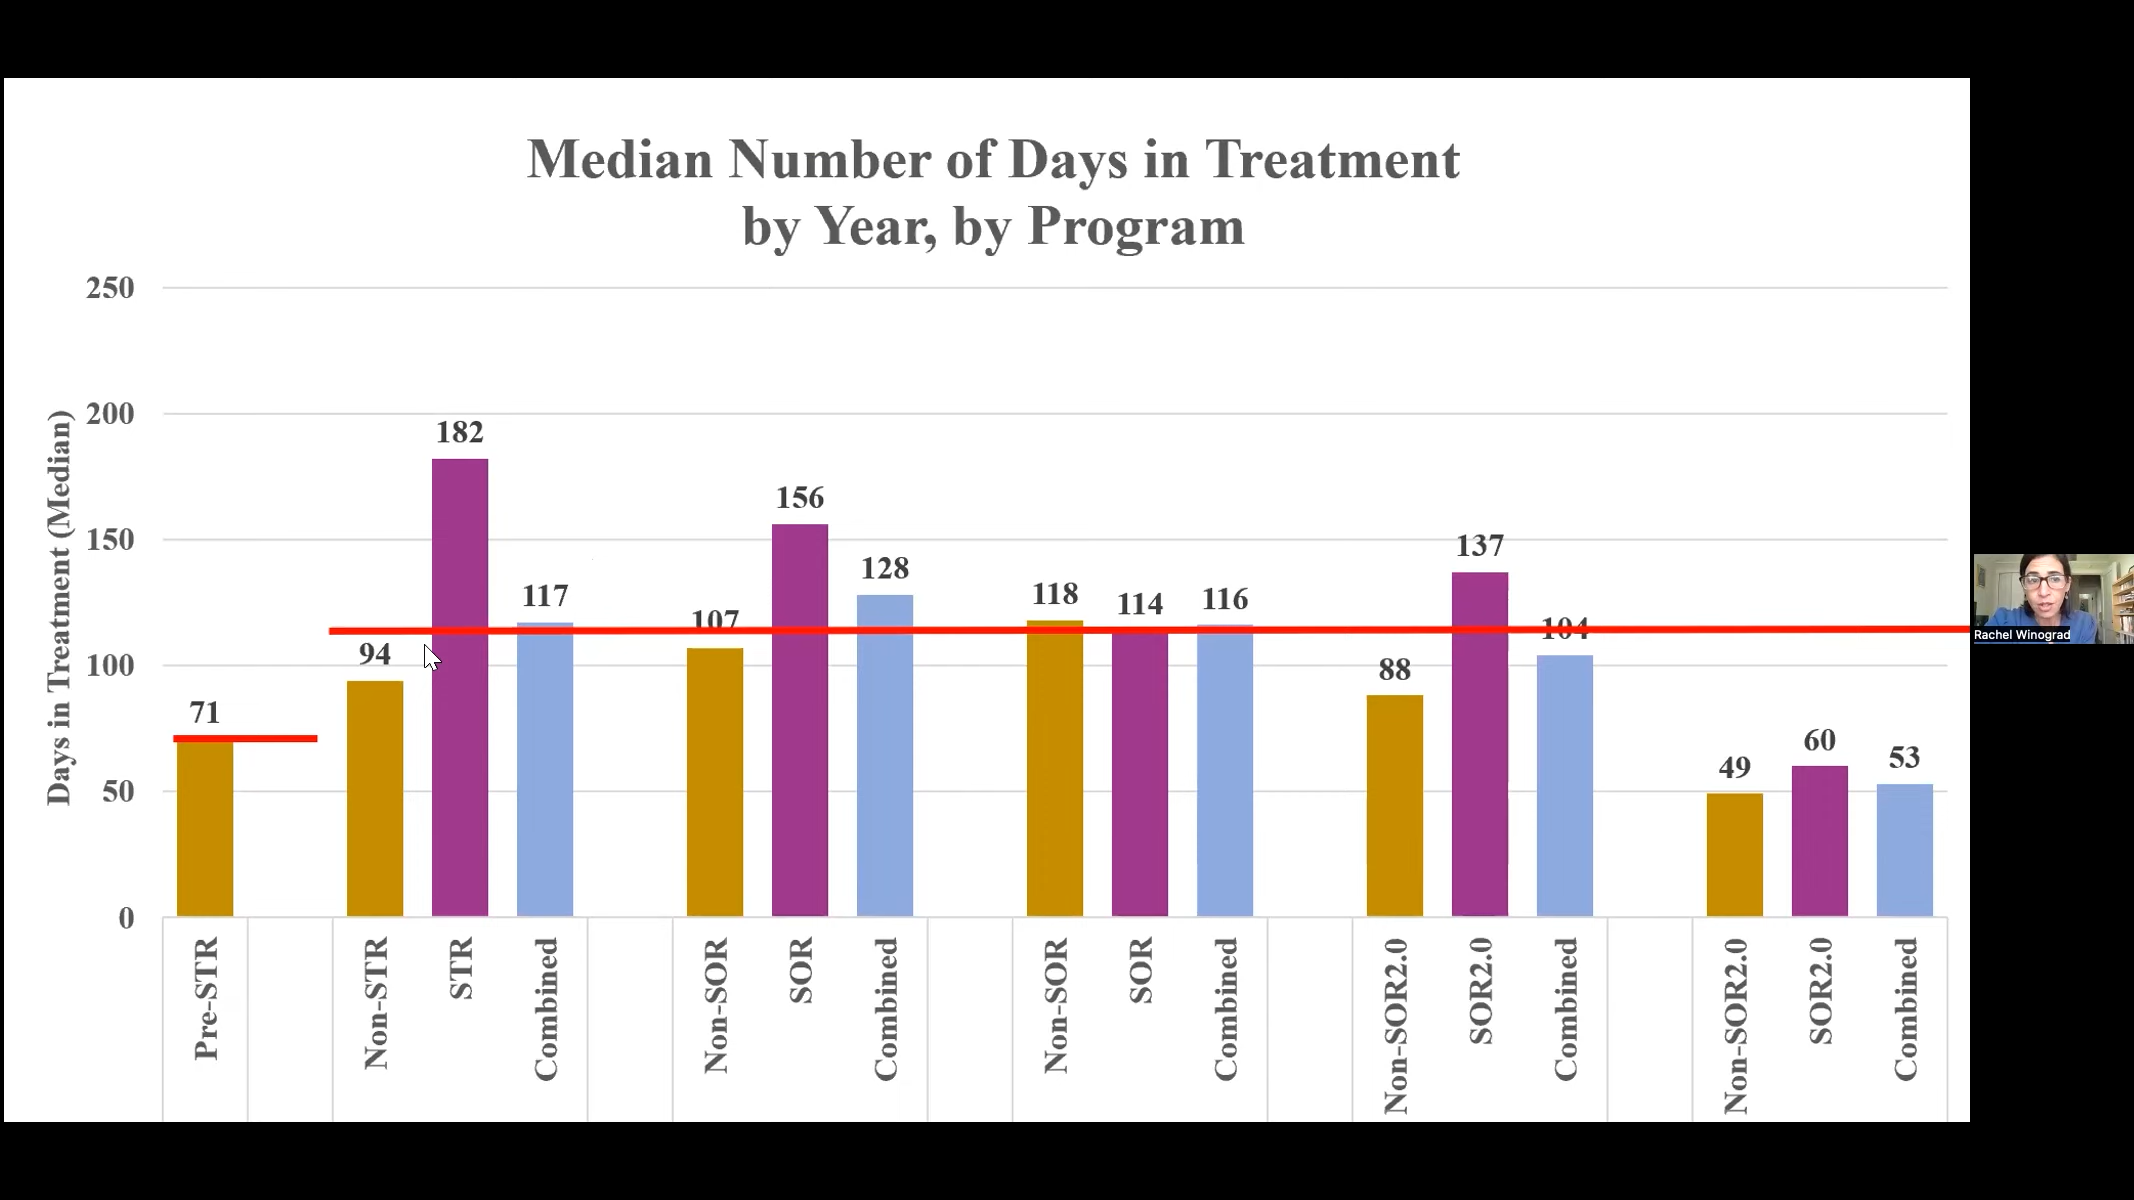 Median Number of Days in Treatment
by Year, by Program
Days in Treatment (Median)
250
200
150
100
50
0
71
94
182
117
107
156
128
118
114
116
88
137
104
49
60
53
Pre-STR
Non-STR
STR
Combined
Non-SOR
SOR
Combined
Non-SOR
SOR
Combined
Non-SOR2.0
SOR2.0
Combined
Non-SOR2.0
SOR2.0
Combined
Rachel Winograd